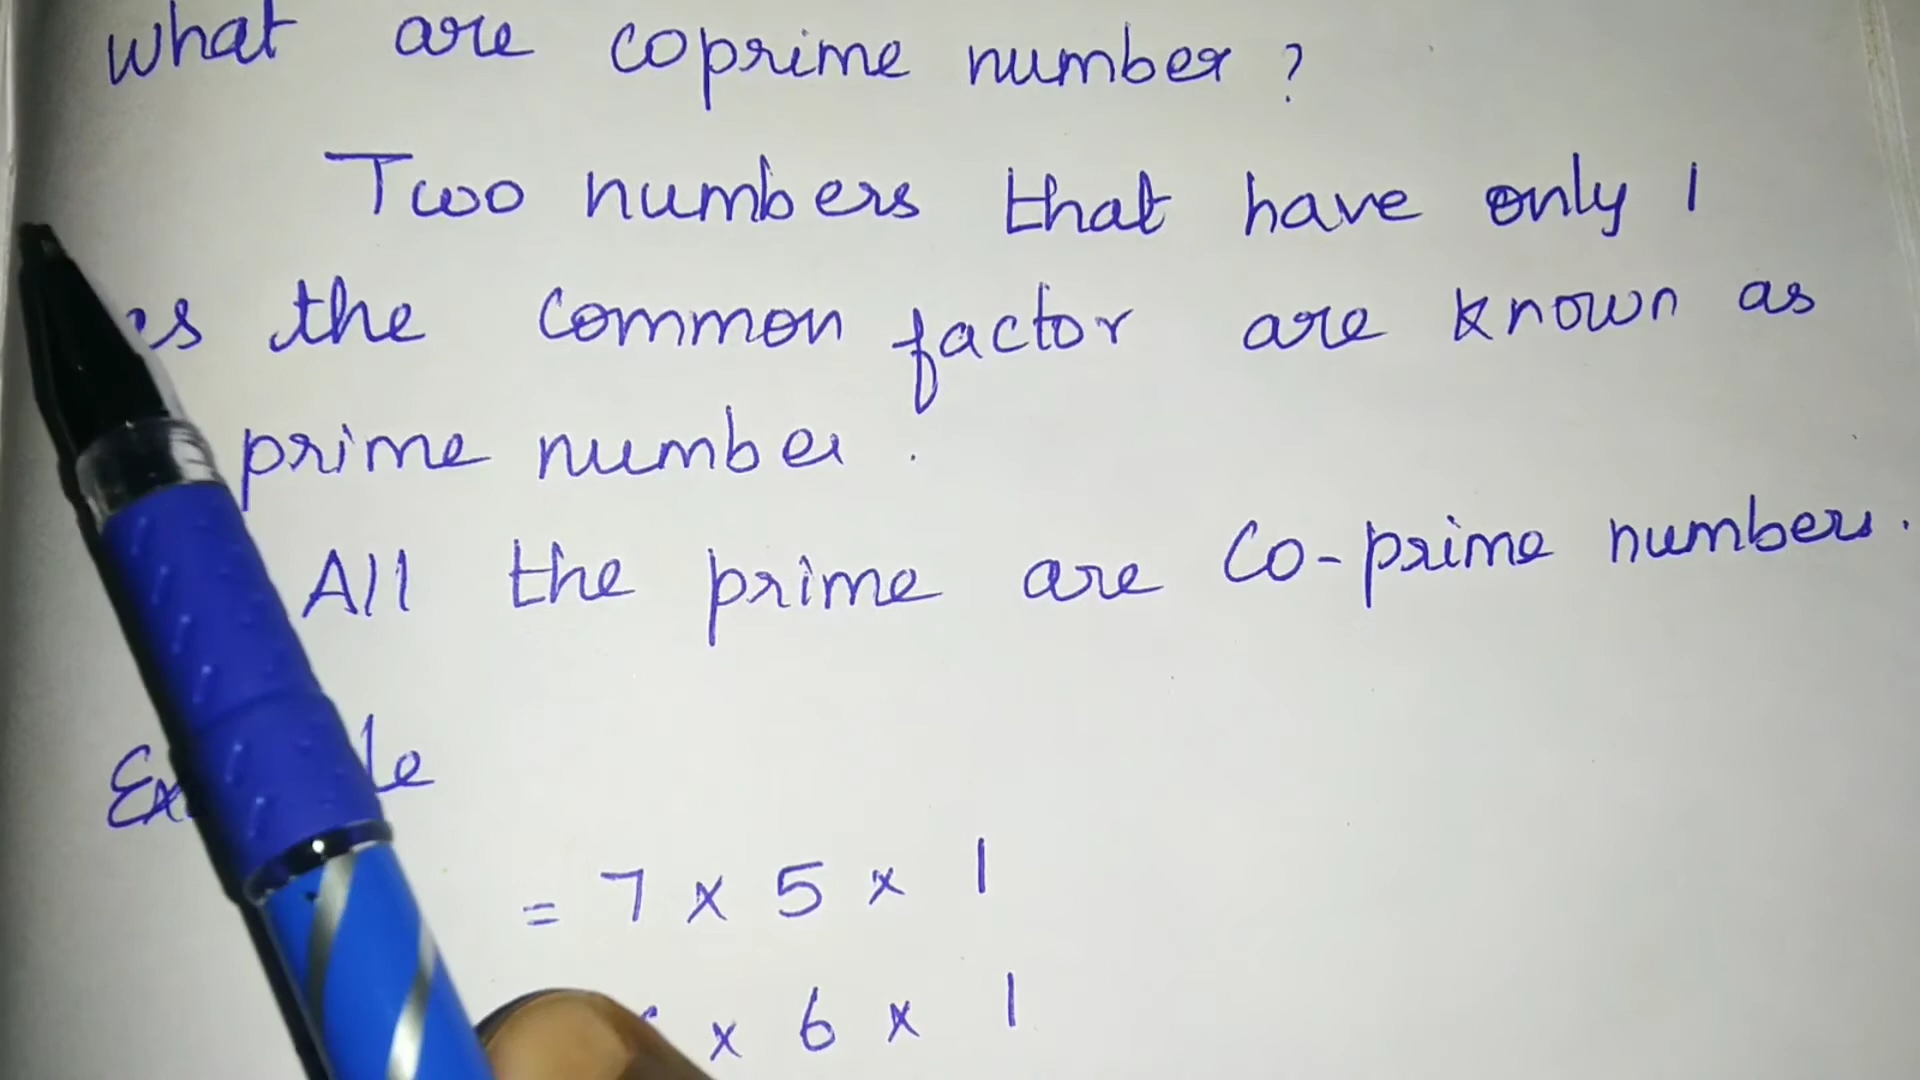 What are coprime number ?
Two numbers that have only 1
as the common factor are known as
prime number .
All the prime are Co-prime numbers.
= 7 x 5 x 1
x 6 x 1